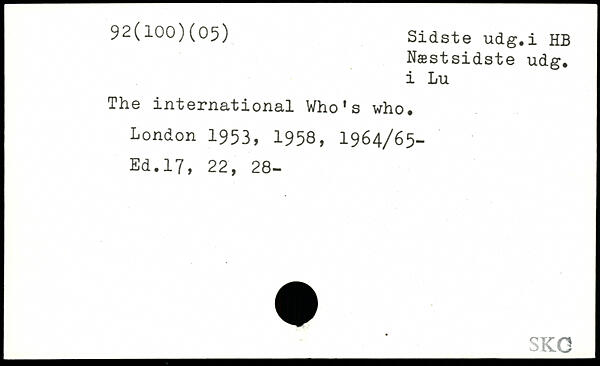 92(100)(05)
Sidste udg.i HB
Næstsidste udg.
i Lu
The international Who's who.
London 1953, 1958, 1964/65-
Ed.17, 22, 28-
SKC